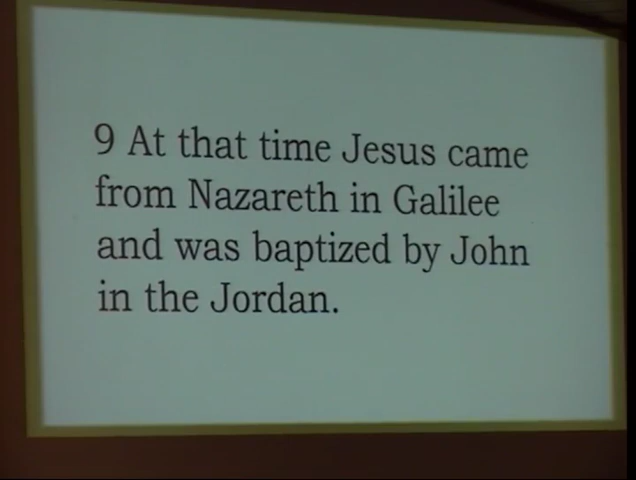 9 At that time Jesus came
from Nazareth in Galilee
and was baptized by John
in the Jordan.